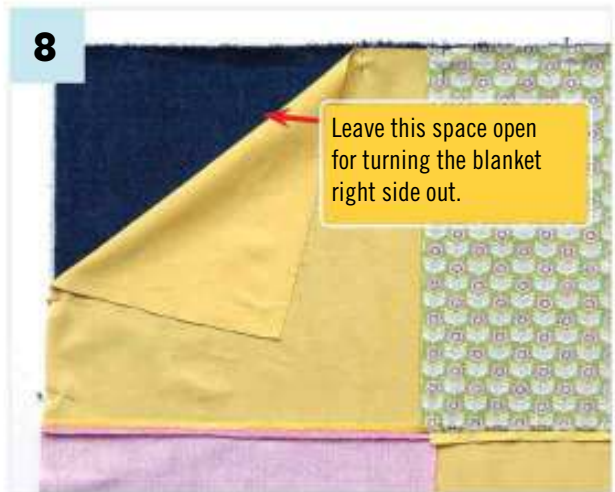 8
Leave this space open
for turning the blanket
right side out.